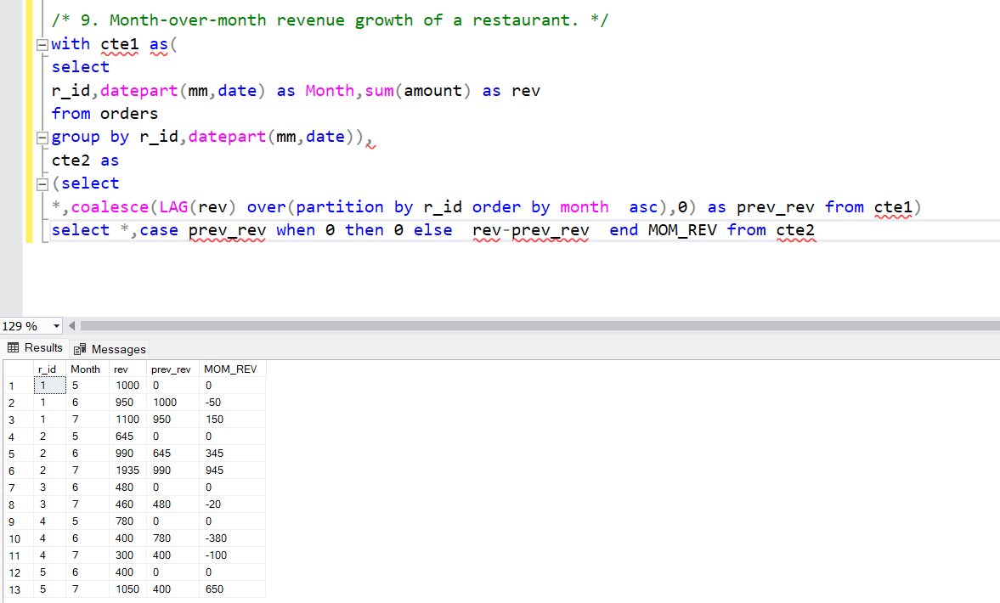 /* 9. Month-over-month revenue growth of a restaurant. */
with cte1 as(
select
r_id,datepart(mm,date) as Month,sum(amount) as rev
from orders
group by r_id,datepart(mm,date)),
cte2 as
(select
*,coalesce(LAG(rev) over(partition by r_id order by month  asc),0) as prev_rev from cte1)
select *,case prev_rev when 0 then 0 else  rev-prev_rev  end MOM_REV from cte2
129 %
Results Messages
r_id Month rev prev_rev MOM_REV
1 1 5 1000 0 0
2 1 6 950 1000 -50
3 1 7 1100 950 150
4 2 5 645 0 0
5 2 6 990 645 345
6 2 7 1935 990 945
7 3 6 480 0 0
8 3 7 460 480 -20
9 4 5 780 0 0
10 4 6 400 780 -380
11 4 7 300 400 -100
12 5 6 400 0 0
13 5 7 1050 400 650